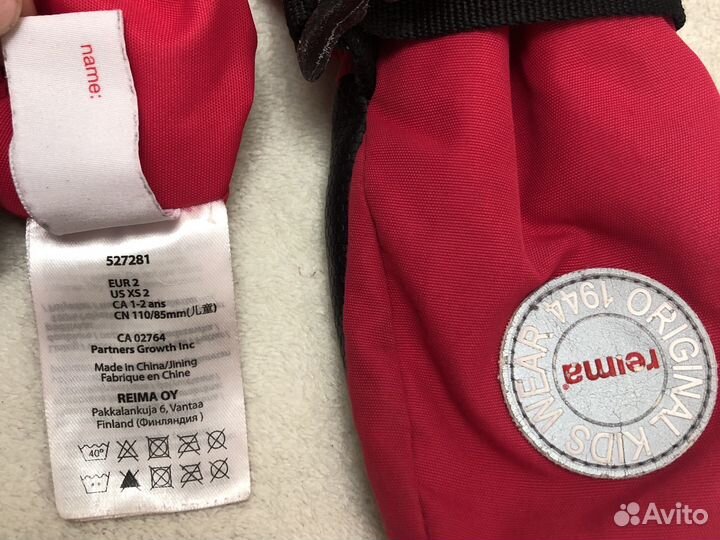 name:
527281
EUR 2
US XS 2
CA 1-2 ans
CN 110/85mm(儿童)
CA 02764
Partners Growth Inc
Made in China/Jining
Fabrique en Chine
REIMA OY
Pakkalankuja 6, Vantaa
Finland (Финляндия )
40°
ORIGINAL KIDS WEAR 1944
reima
Avito